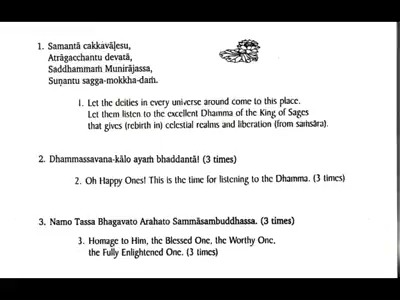 1. Samantā cakkavāḷesu,
Atrāgacchantu devatā,
Saddhammaṁ Munirājassa,
Suṇantu sagga-mokkha-daṁ.
1. Let the deities in every universe around come to this place.
Let them listen to the excellent Dhamma of the King of Sages
that gives (rebirth in) celestial realms and liberation (from saṁsāra).
2. Dhammassavana-kālo ayaṁ bhaddantā! (3 times)
2. Oh Happy Ones! This is the time for listening to the Dhamma. (3 times)
3. Namo Tassa Bhagavato Arahato Sammāsambuddhassa. (3 times)
3. Homage to Him, the Blessed One, the Worthy One,
the Fully Enlightened One. (3 times)